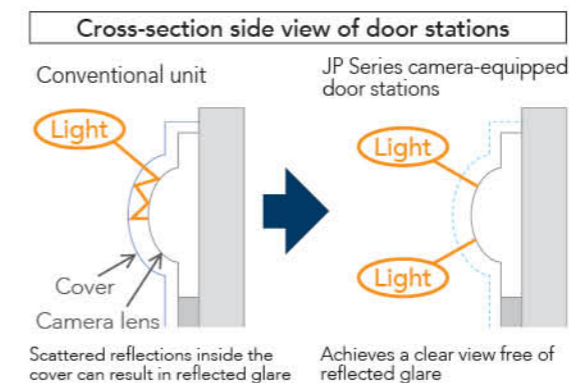 Cross-section side view of door stations
Conventional unit
Light
Cover
Camera lens
Scattered reflections inside the
cover can result in reflected glare
JP Series camera-equipped
door stations
Light
Light
Achieves a clear view free of
reflected glare